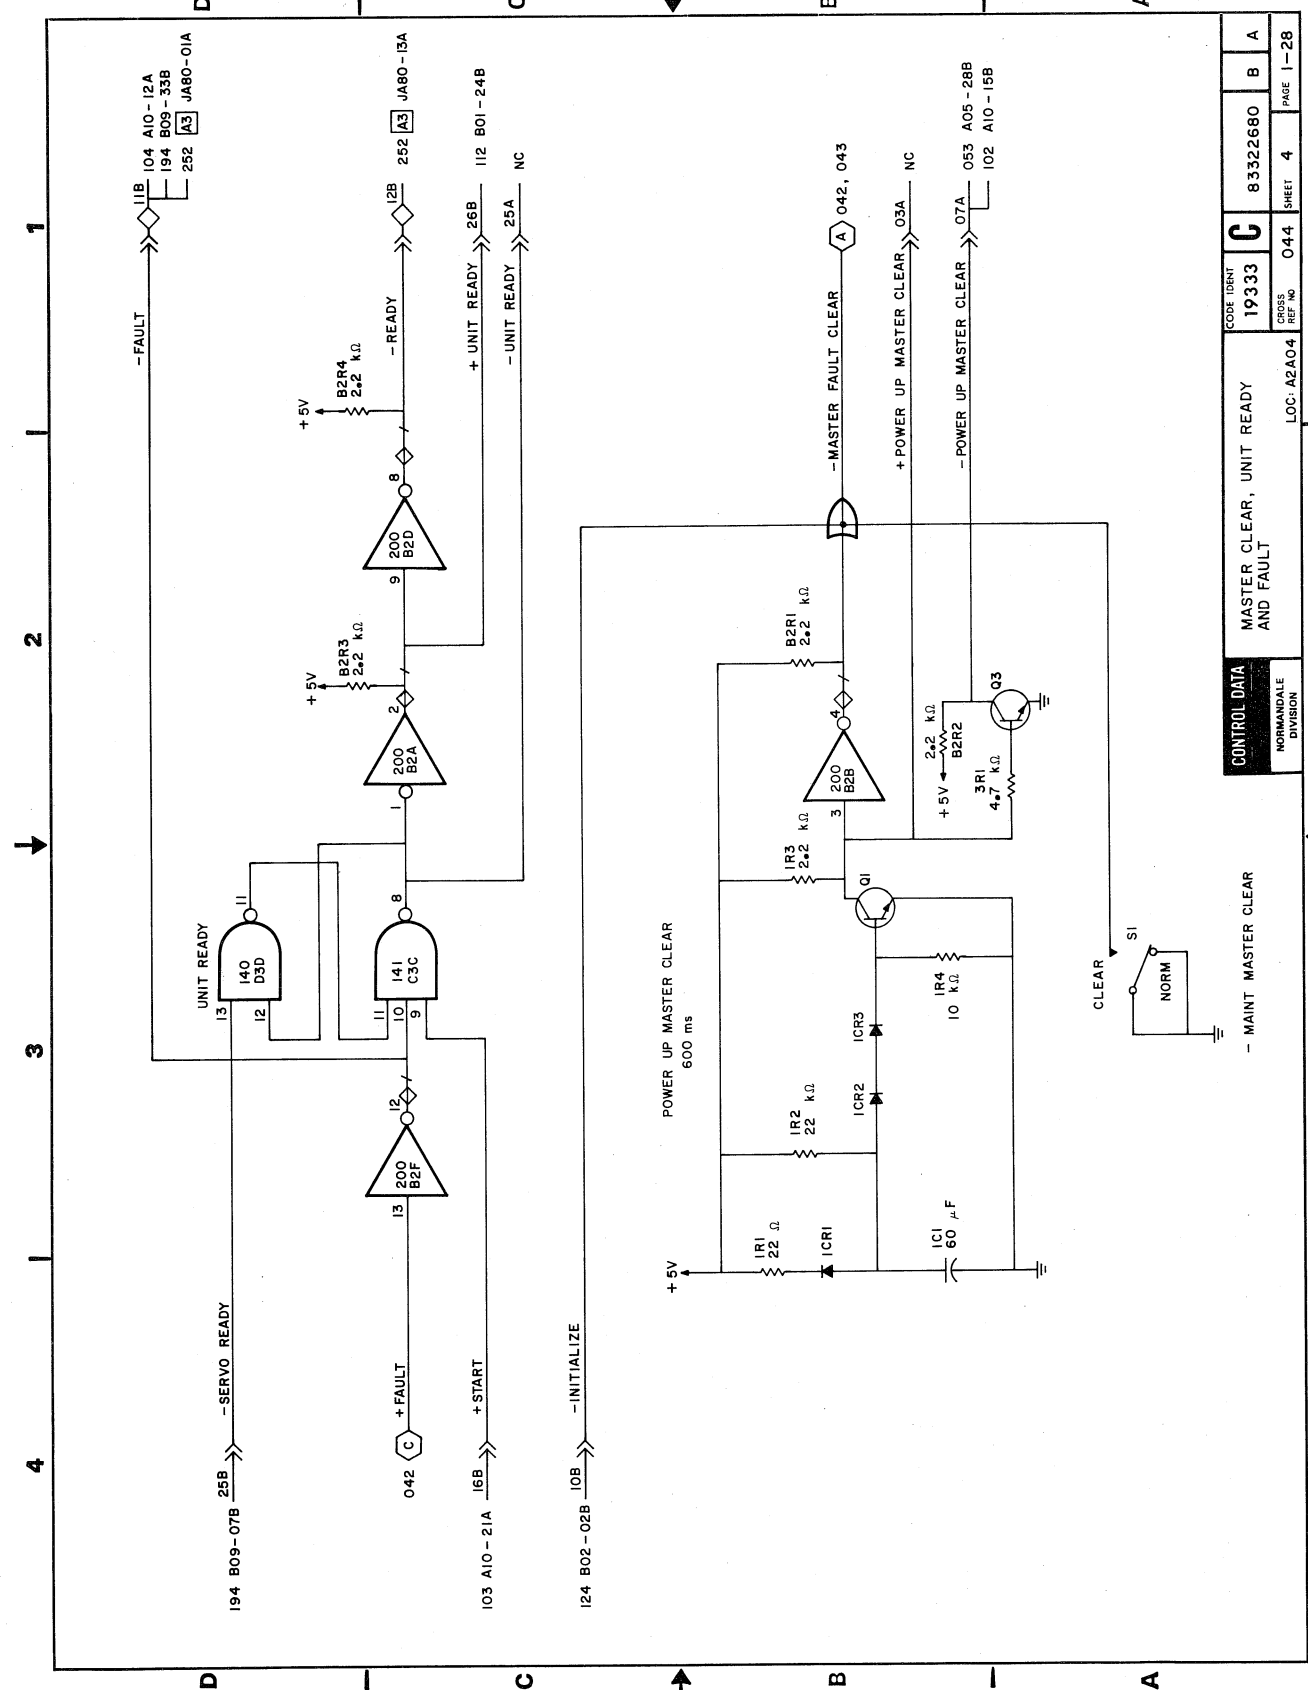 D
C
B
A
4
3
2
1
194 B09-07B
25B
-SERVO READY
042
C
+FAULT
103 A10-21A
16B
+START
124 B02-02B
10B
-INITIALIZE
UNIT READY
13
12
140
D3D
11
13
200
B2F
12
11
10
9
141
C3C
8
1
200
B2A
2
+5V
B2R3
2.2 kΩ
9
200
B2D
8
+5V
B2R4
2.2 kΩ
-FAULT
11B
104 A10-12A
194 B09-33B
252 A3 JA80-01A
-READY
12B
252 A3 JA80-13A
+UNIT READY
26B
112 B01-24B
-UNIT READY
25A
NC
POWER UP MASTER CLEAR
600 ms
+5V
1R1
22 Ω
1CR1
1C1
60 μF
1R2
22 kΩ
1CR2
1CR3
1R4
10 kΩ
Q1
1R3
2.2 kΩ
3
200
B2B
4
B2R1
2.2 kΩ
+5V
2.2 kΩ
B2R2
3R1
4.7 kΩ
Q3
-MASTER FAULT CLEAR
A
042, 043
+POWER UP MASTER CLEAR
03A
NC
-POWER UP MASTER CLEAR
07A
053 A05-28B
102 A10-15B
CLEAR
S1
NORM
- MAINT MASTER CLEAR
CONTROL DATA
NORMANDALE
DIVISION
MASTER CLEAR, UNIT READY
AND FAULT
LOC: A2A04
CODE IDENT
19333
C
83322680
B
A
CROSS
REF NO
044
SHEET 4
PAGE 1-28
D
C
B
A